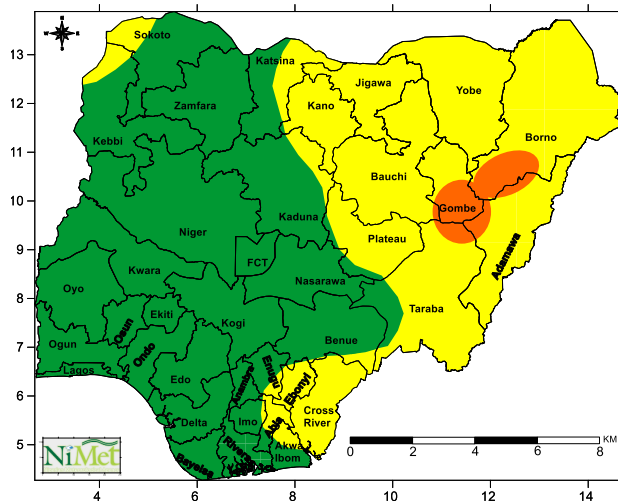 N
W E
S
13
12
11
10
9
8
7
6
5
4 6 8 10 12 14
Sokoto
Katsina
Jigawa
Yobe
Zamfara
Kano
Borno
Kebbi
Bauchi
Gombe
Kaduna
Niger
Plateau
Adamawa
FCT
Kwara
Nasarawa
Oyo
Taraba
Osun
Ekiti
Kogi
Benue
Ogun
Ondo
Lagos
Edo
Anambra
Enugu
Ebonyi
Cross
River
Delta
Imo
Abia
Akwa
Ibom
Rivers
Bayelsa
0 2 4 6 8
KM
NiMet